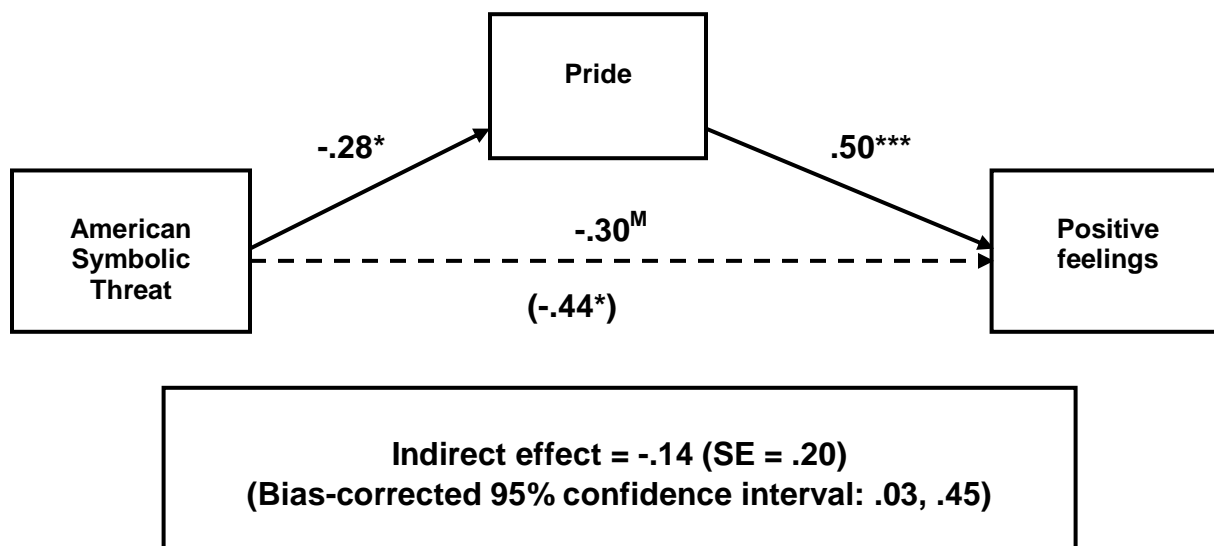 Pride
-.28*
.50***
American
Symbolic
Threat
-.30ᴹ
Positive
feelings
(-.44*)
Indirect effect = -.14 (SE = .20)
(Bias-corrected 95% confidence interval: .03, .45)